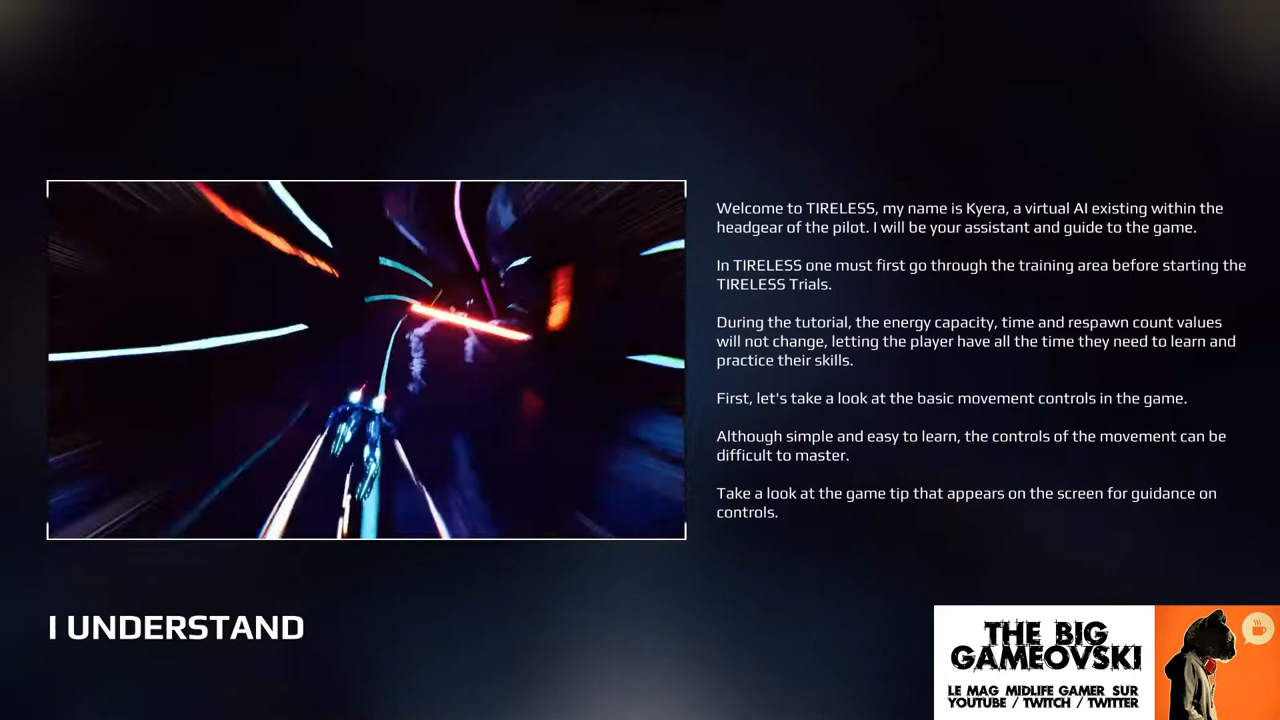 Welcome to TIRELESS, my name is Kyera, a virtual AI existing within the
headgear of the pilot. I will be your assistant and guide to the game.
In TIRELESS one must first go through the training area before starting the
TIRELESS Trials.
During the tutorial, the energy capacity, time and respawn count values
will not change, letting the player have all the time they need to learn and
practice their skills.
First, let's take a look at the basic movement controls in the game.
Although simple and easy to learn, the controls of the movement can be
difficult to master.
Take a look at the game tip that appears on the screen for guidance on
controls.
I UNDERSTAND
THE BIG
GAMEOVSKI
LE MAG MIDLIFE GAMER SUR
YOUTUBE / TWITCH / TWITTER